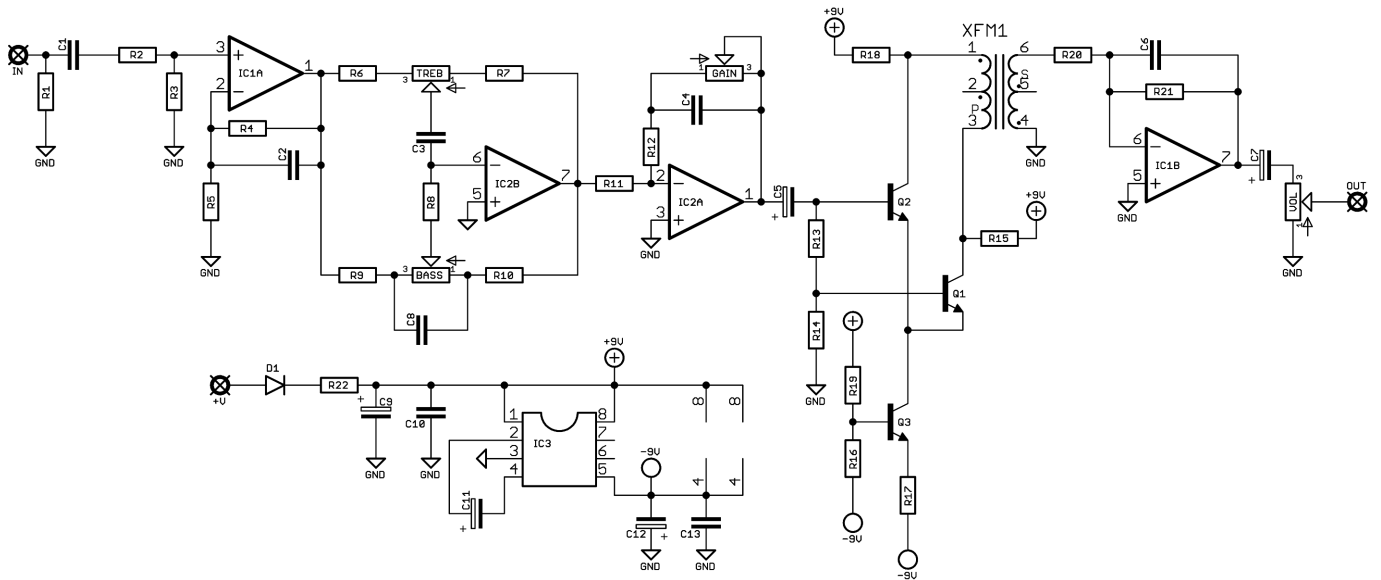 IN
C1
R1
GND
R2
R3
GND
3
2
+
-
IC1A
1
R4
C2
R5
GND
R6
3
TREB
1
R7
C3
R8
6
5
-
+
IC2B
7
R9
3
BASS
1
R10
C8
R11
R12
1
GAIN
3
C4
2
3
-
+
IC2A
1
GND
C5
+
R13
R14
GND
+9V
R18
Q2
Q1
R15
+9V
XFM1
1
2
P
3
6
S
5
4
GND
R20
C6
R21
6
5
-
+
IC1B
7
GND
C7
+
3
VOL
1
GND
OUT
R19
R16
-9V
Q3
R17
-9V
+V
D1
R22
+
C9
GND
C10
GND
1
2
3
4
IC3
8
7
6
5
C11
+
+9V
-9V
C12
+
GND
C13
GND
8
8
4
4